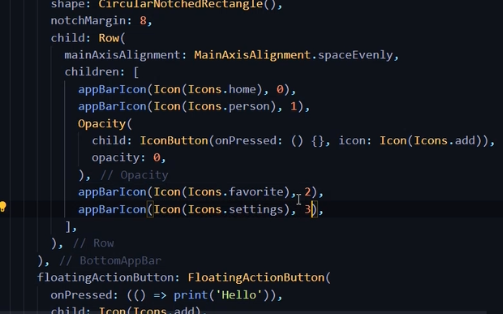 shape: CircularNotchedRectangle(),
notchMargin: 8,
child: Row(
mainAxisAlignment: MainAxisAlignment.spaceEvenly,
children: [
appBarIcon(Icon(Icons.home), 0),
appBarIcon(Icon(Icons.person), 1),
Opacity(
child: IconButton(onPressed: () {}, icon: Icon(Icons.add)),
opacity: 0,
), // Opacity
appBarIcon(Icon(Icons.favorite), 2),
appBarIcon(Icon(Icons.settings), 3),
],
), // Row
), // BottomAppBar
floatingActionButton: FloatingActionButton(
onPressed: (() => print('Hello')),
child: Icon(Icons.add),